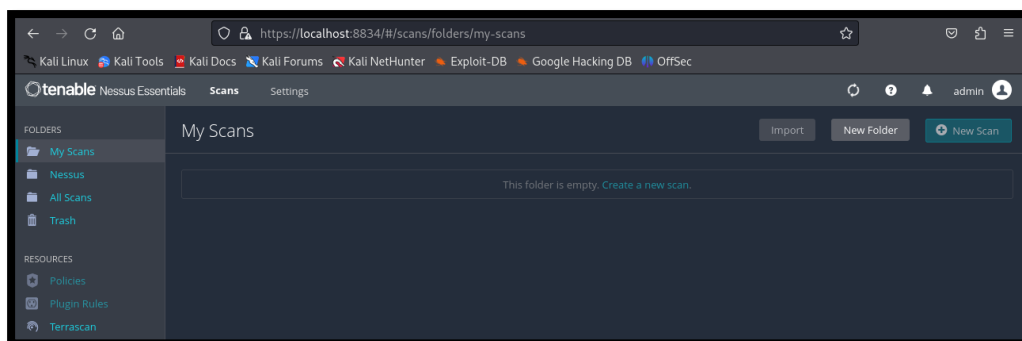 https://localhost:8834/#/scans/folders/my-scans
Kali Linux Kali Tools Kali Docs Kali Forums Kali NetHunter Exploit-DB Google Hacking DB OffSec
tenable Nessus Essentials Scans Settings admin
FOLDERS
My Scans
Nessus
All Scans
Trash
RESOURCES
Policies
Plugin Rules
Terrascan
My Scans
Import New Folder New Scan
This folder is empty. Create a new scan.